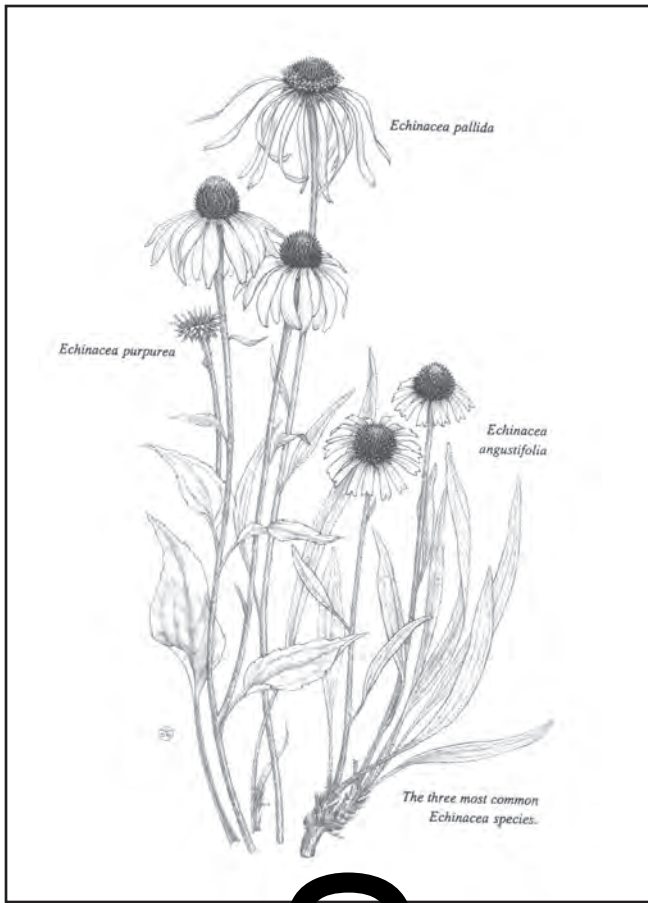 Echinacea pallida
Echinacea purpurea
Echinacea
angustifolia
The three most common
Echinacea species.